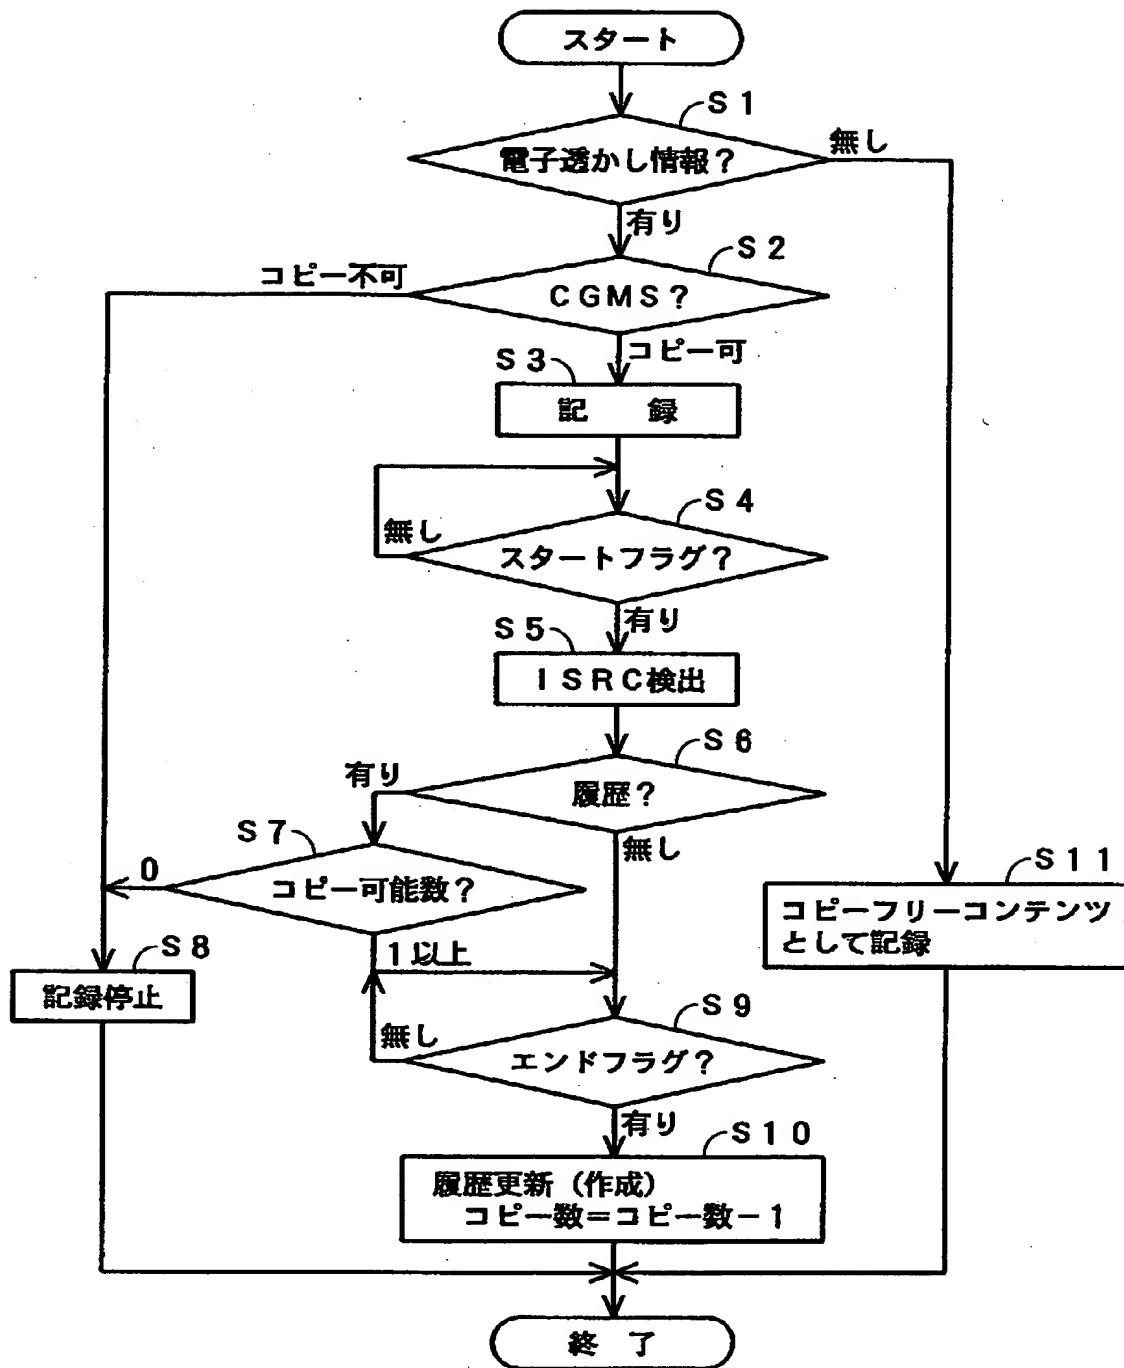 スタート
S1
電子透かし情報?
無し
有り
S2
コピー不可
CGMS?
コピー可
S3
記 録
S4
無し
スタートフラグ?
有り
S5
ISRC検出
S6
有り
履歴?
無し
S7
0
コピー可能数?
S11
コピーフリーコンテンツ
として記録
1以上
S8
記録停止
S9
無し
エンドフラグ?
有り
S10
履歴更新(作成)
コピー数=コピー数-1
終 了